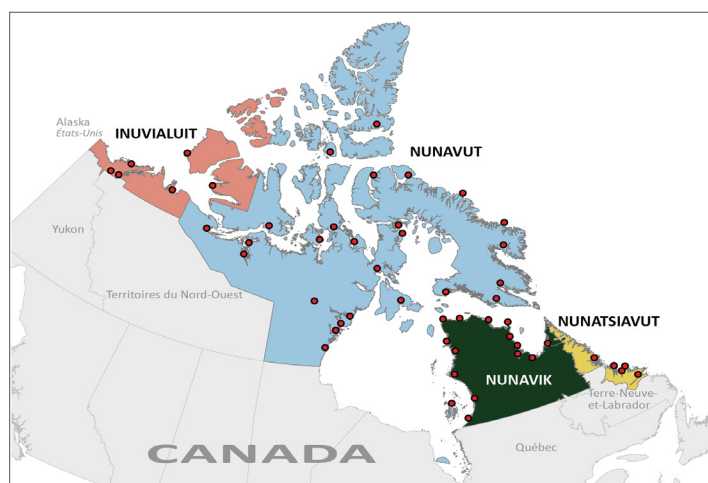 Alaska
États-Unis
INUVIALUIT
NUNAVUT
Yukon
Territoires du Nord-Ouest
NUNATSIAVUT
NUNAVIK
Terre-Neuve-
et-Labrador
Québec
CANADA